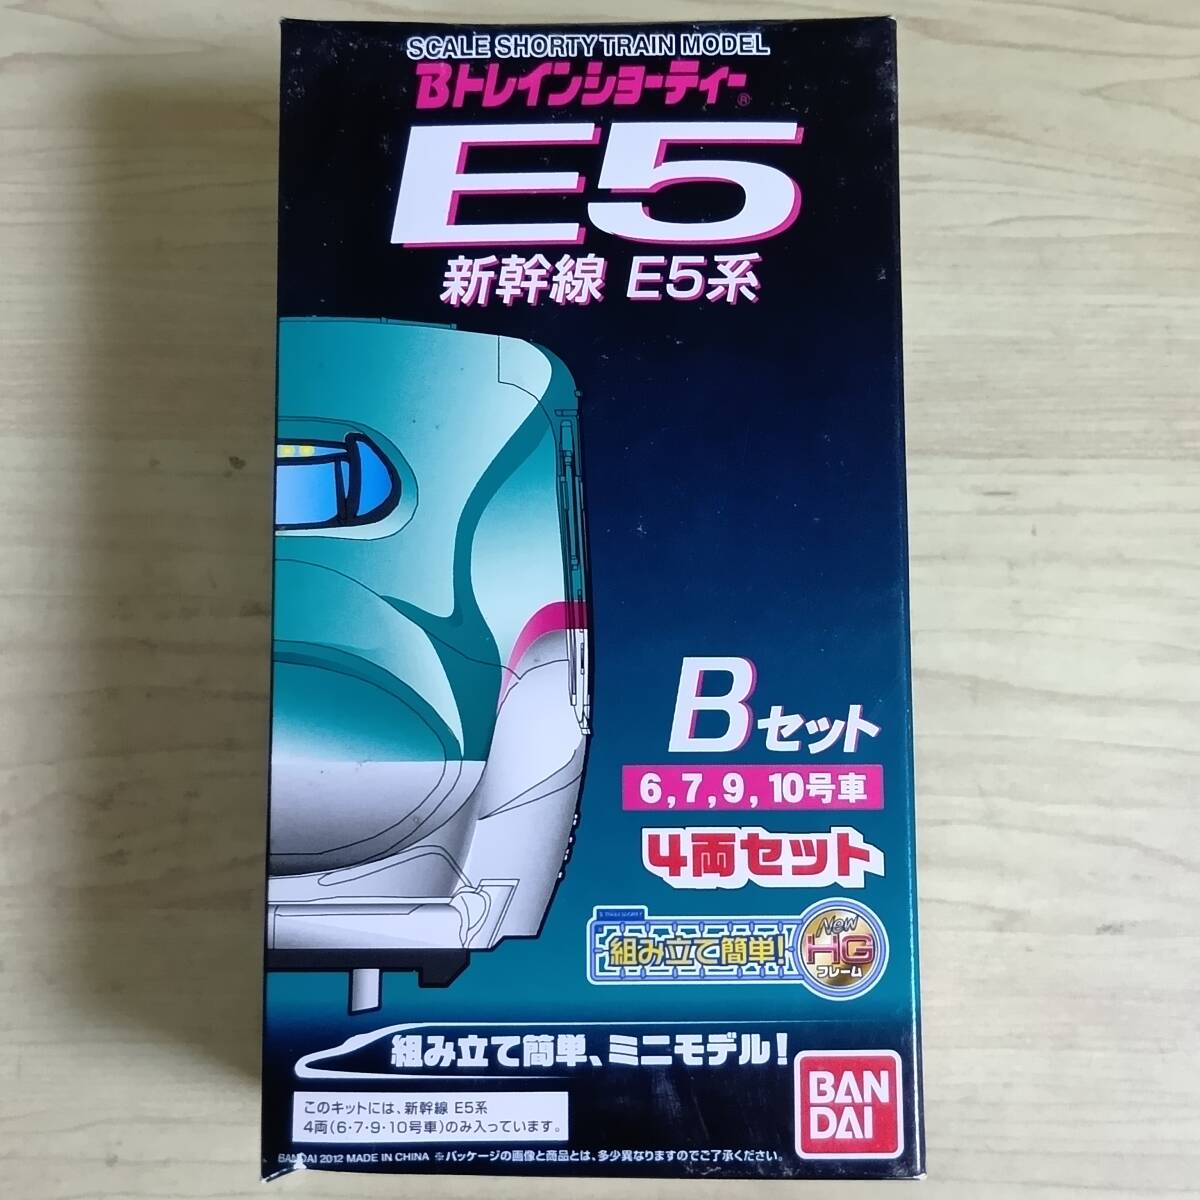 SCALE SHORTY TRAIN MODEL
Bトレインショーティー®
E5
新幹線 E5系
Bセット
6,7,9,10号車
4両セット
B TRAIN SHORTY
組み立て簡単!
New
HG
フレーム
組み立て簡単、ミニモデル!
このキットには、新幹線 E5系
4両(6・7・9・10号車)のみ入っています。
BAN
DAI
BANDAI 2012 MADE IN CHINA ※パッケージの画像と商品とは、多少異なりますのでご了承ください。